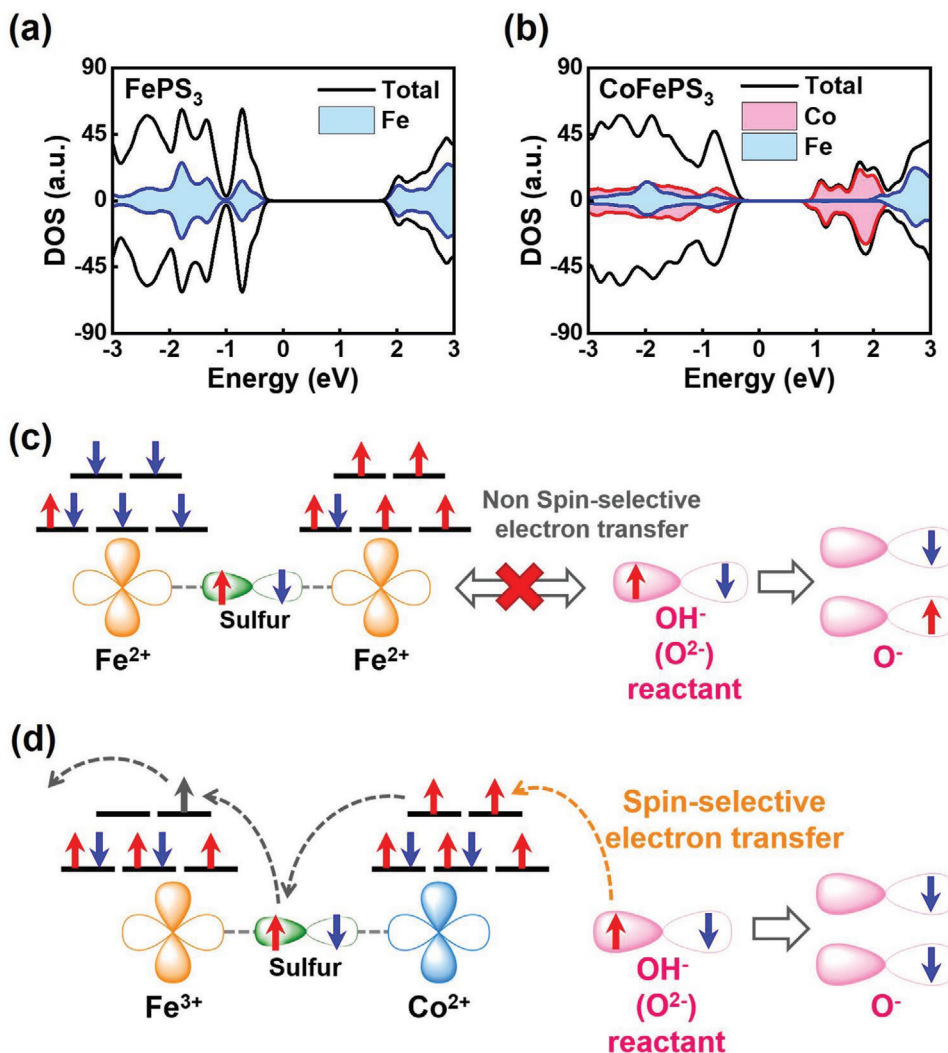 (a)
FePS₃
Total
Fe
90
45
0
-45
-90
DOS (a.u.)
-3 -2 -1 0 1 2 3
Energy (eV)
(b)
CoFePS₃
Total
Co
Fe
90
45
0
-45
-90
DOS (a.u.)
-3 -2 -1 0 1 2 3
Energy (eV)
(c)
Non Spin-selective
electron transfer
Sulfur
Fe²⁺
Fe²⁺
OH⁻
(O²⁻)
reactant
O⁻
(d)
Spin-selective
electron transfer
Sulfur
Fe³⁺
Co²⁺
OH⁻
(O²⁻)
reactant
O⁻